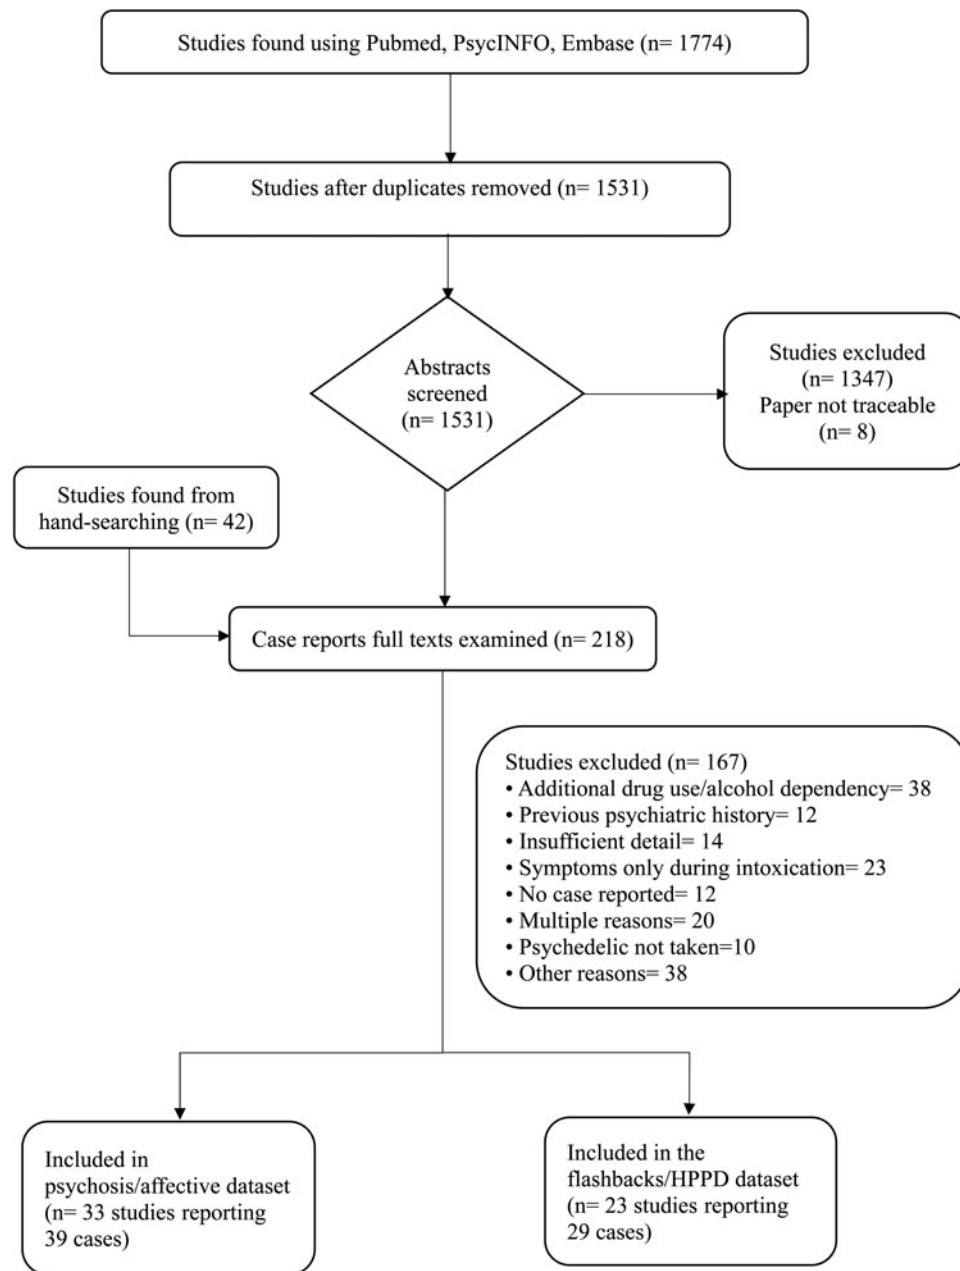 Studies found using Pubmed, PsycINFO, Embase (n= 1774)
Studies after duplicates removed (n= 1531)
Abstracts
screened
(n= 1531)
Studies excluded
(n= 1347)
Paper not traceable
(n= 8)
Studies found from
hand-searching (n= 42)
Case reports full texts examined (n= 218)
Studies excluded (n= 167)
• Additional drug use/alcohol dependency= 38
• Previous psychiatric history= 12
• Insufficient detail= 14
• Symptoms only during intoxication= 23
• No case reported= 12
• Multiple reasons= 20
• Psychedelic not taken=10
• Other reasons= 38
Included in
psychosis/affective dataset
(n= 33 studies reporting
39 cases)
Included in the
flashbacks/HPPD dataset
(n= 23 studies reporting
29 cases)